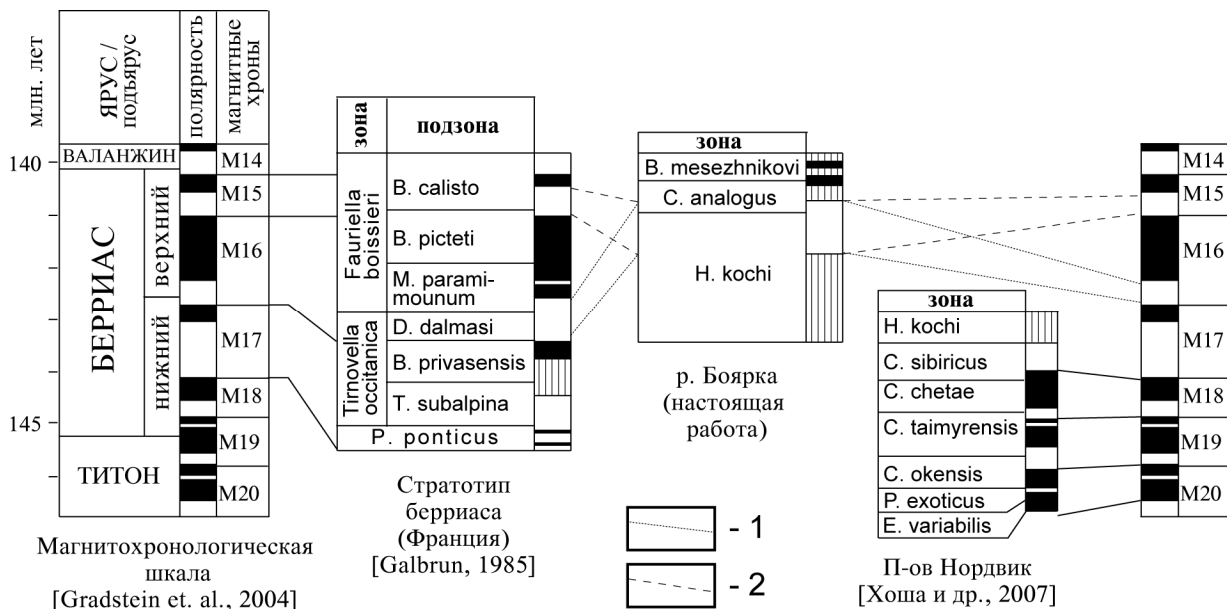 млн. лет
ЯРУС /
подъярус
полярность
магнитные
хроны
140
145
ВАЛАНЖИН
БЕРРИАС
верхний
нижний
ТИТОН
M14
M15
M16
M17
M18
M19
M20
Магнитохронологическая
шкала
[Gradstein et. al., 2004]
зона
подзона
Fauriella
boissieri
Tirnovella
occitanica
B. calisto
B. picteti
M. parami-
mounum
D. dalmasi
B. privasensis
T. subalpina
P. ponticus
Стратотип
берриаса
(Франция)
[Galbrun, 1985]
зона
B. mesezhnikovi
C. analogus
H. kochi
р. Боярка
(настоящая
работа)
- 1
- 2
зона
H. kochi
C. sibiricus
C. chetae
C. taimyrensis
C. okensis
P. exoticus
E. variabilis
П-ов Нордвик
[Хоша и др., 2007]
M14
M15
M16
M17
M18
M19
M20